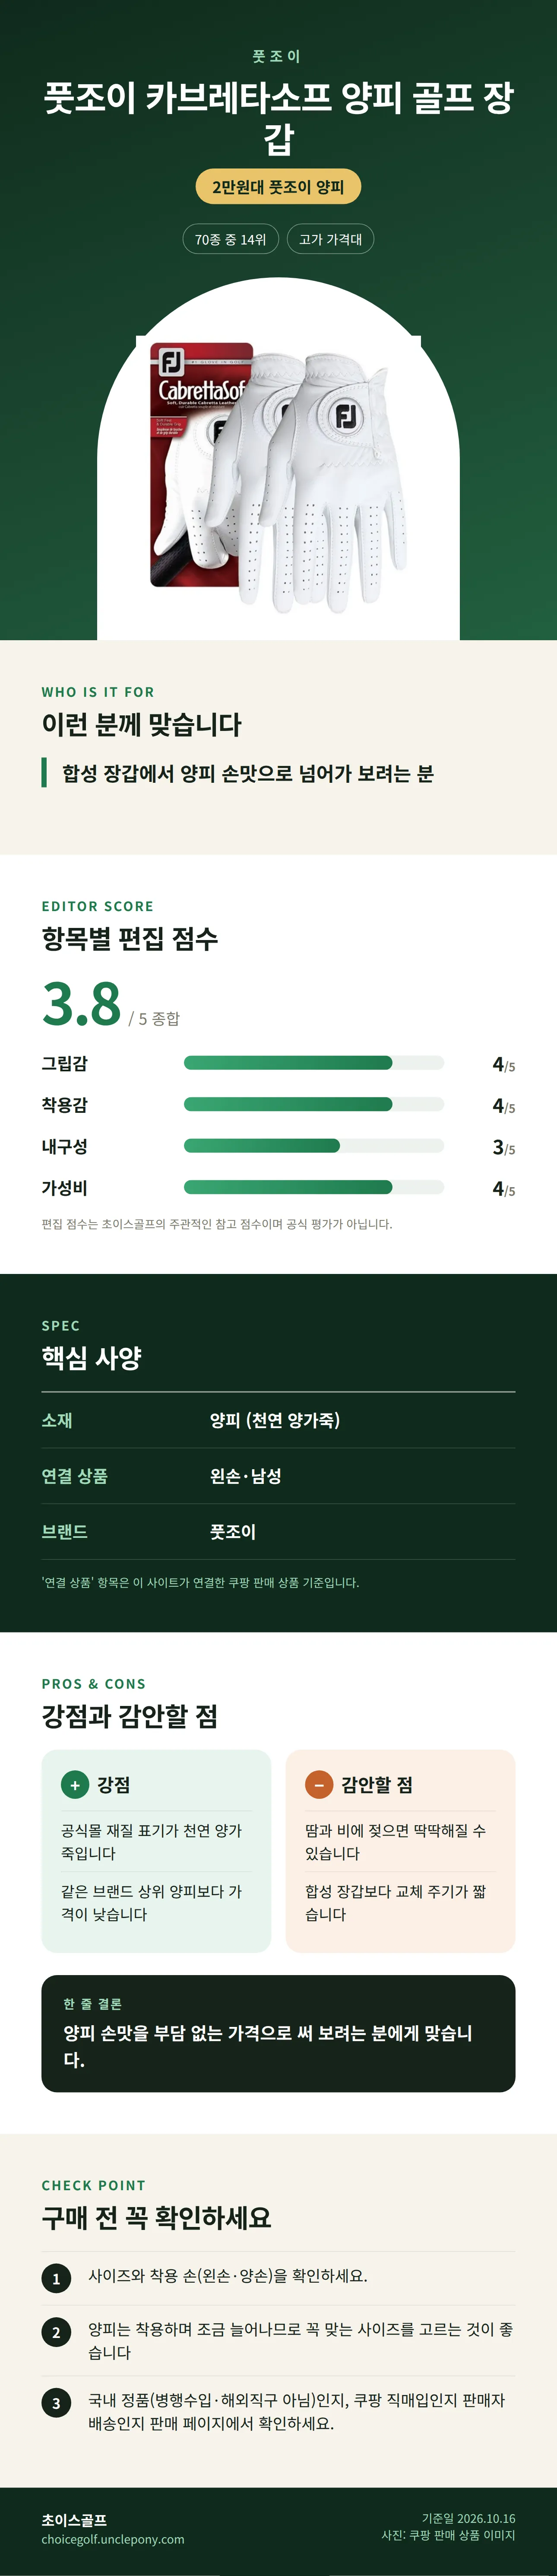 풋조이
풋조이 카브레타소프 양피 골프 장
갑
2만원대 풋조이 양피
70종 중 14위
고가 가격대
FJ
#1 GLOVE IN GOLF
CabrettaSof
Soft, Durable Cabretta Leather
FJ
WHO IS IT FOR
이런 분께 맞습니다
합성 장갑에서 양피 손맛으로 넘어가 보려는 분
EDITOR SCORE
항목별 편집 점수
3.8 / 5 종합
그립감 4/5
착용감 4/5
내구성 3/5
가성비 4/5
편집 점수는 초이스골프의 주관적인 참고 점수이며 공식 평가가 아닙니다.
SPEC
핵심 사양
소재 양피 (천연 양가죽)
연결 상품 왼손·남성
브랜드 풋조이
'연결 상품' 항목은 이 사이트가 연결한 쿠팡 판매 상품 기준입니다.
PROS & CONS
강점과 감안할 점
+ 강점
공식몰 재질 표기가 천연 양가
죽입니다
같은 브랜드 상위 양피보다 가
격이 낮습니다
− 감안할 점
땀과 비에 젖으면 딱딱해질 수
있습니다
합성 장갑보다 교체 주기가 짧
습니다
한 줄 결론
양피 손맛을 부담 없는 가격으로 써 보려는 분에게 맞습니
다.
CHECK POINT
구매 전 꼭 확인하세요
1 사이즈와 착용 손(왼손·양손)을 확인하세요.
2 양피는 착용하며 조금 늘어나므로 꼭 맞는 사이즈를 고르는 것이 좋
습니다
3 국내 정품(병행수입·해외직구 아님)인지, 쿠팡 직매입인지 판매자
배송인지 판매 페이지에서 확인하세요.
초이스골프
choicegolf.unclepony.com
기준일 2026.10.16
사진: 쿠팡 판매 상품 이미지